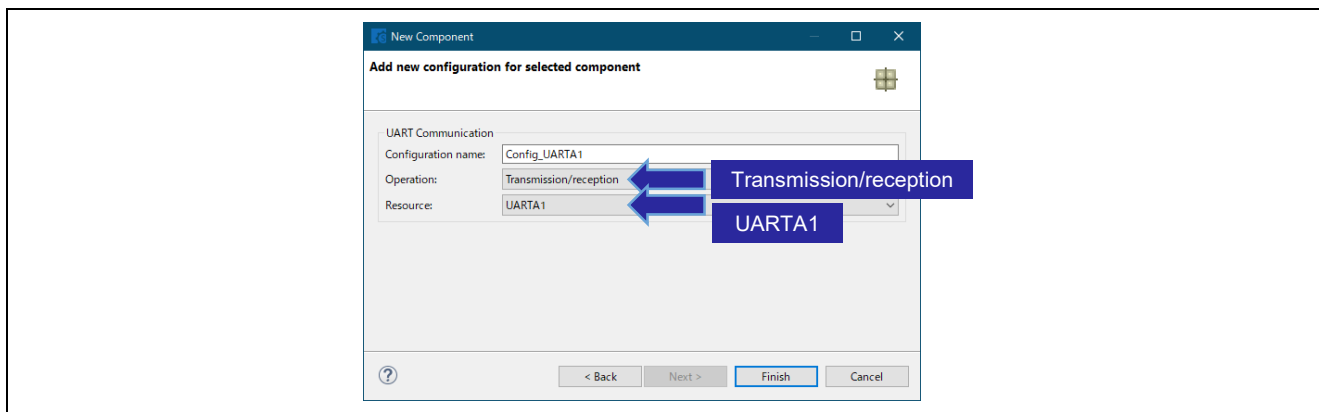 New Component
Add new configuration for selected component
UART Communication
Configuration name: Config_UARTA1
Operation: Transmission/reception
Transmission/reception
Resource: UARTA1
UARTA1
< Back Next > Finish Cancel